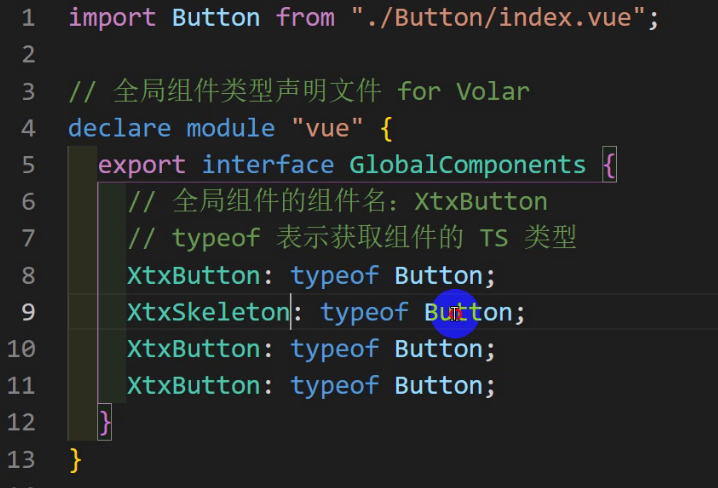 1 import Button from "./Button/index.vue";
2
3 // 全局组件类型声明文件 for Volar
4 declare module "vue" {
5 export interface GlobalComponents {
6 // 全局组件的组件名：XtxButton
7 // typeof 表示获取组件的 TS 类型
8 XtxButton: typeof Button;
9 XtxSkeleton: typeof Button;
10 XtxButton: typeof Button;
11 XtxButton: typeof Button;
12 }
13 }